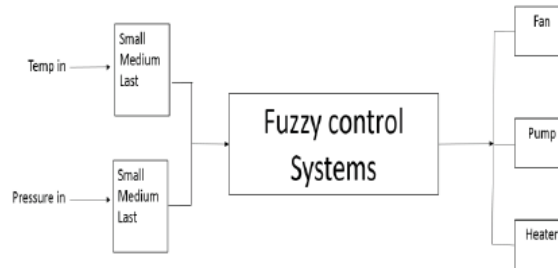 Temp in
Small
Medium
Last
Pressure in
Small
Medium
Last
Fuzzy control
Systems
Fan
Pump
Heater